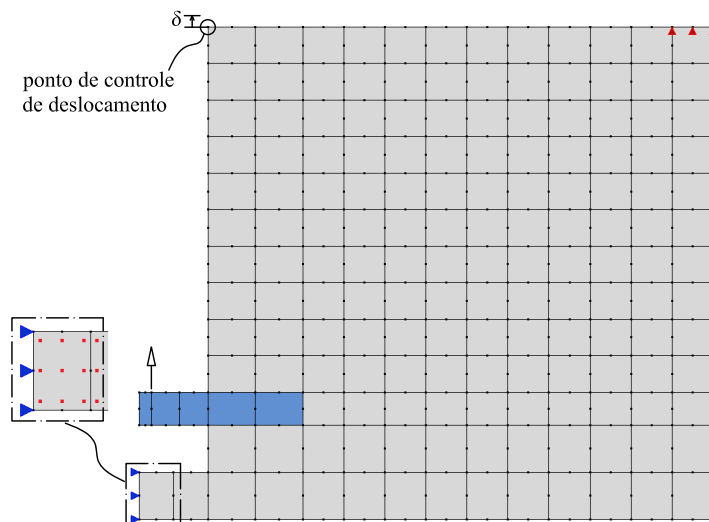 δ
ponto de controle
de deslocamento